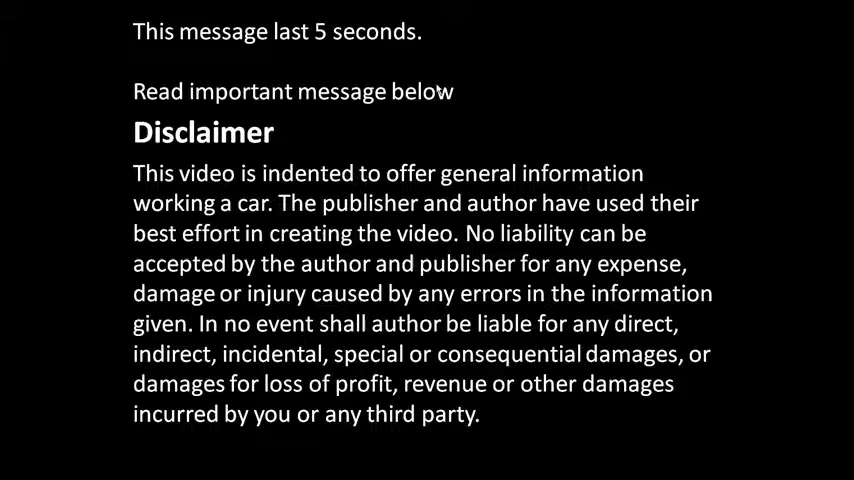 This message last 5 seconds.
Read important message below
Disclaimer
This video is indented to offer general information
working a car. The publisher and author have used their
best effort in creating the video. No liability can be
accepted by the author and publisher for any expense,
damage or injury caused by any errors in the information
given. In no event shall author be liable for any direct,
indirect, incidental, special or consequential damages, or
damages for loss of profit, revenue or other damages
incurred by you or any third party.